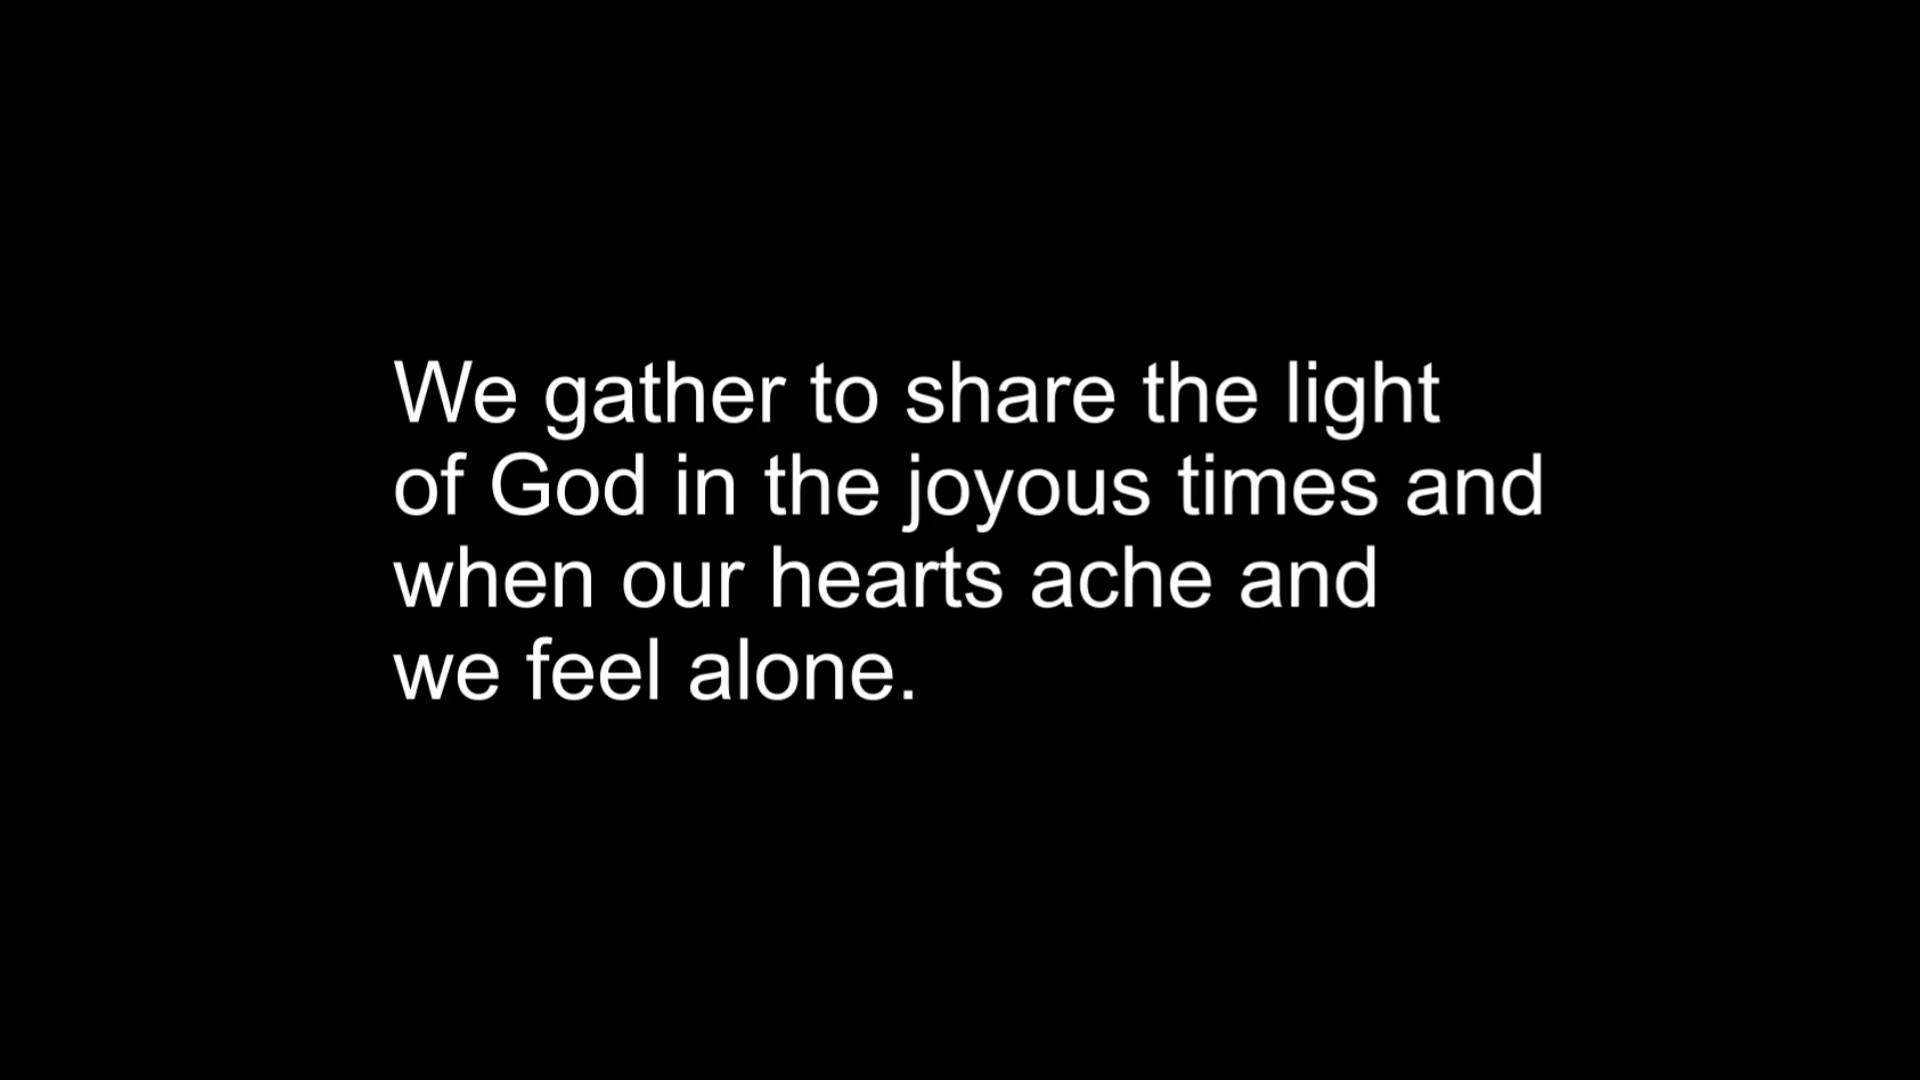 We gather to share the light
of God in the joyous times and
when our hearts ache and
we feel alone.